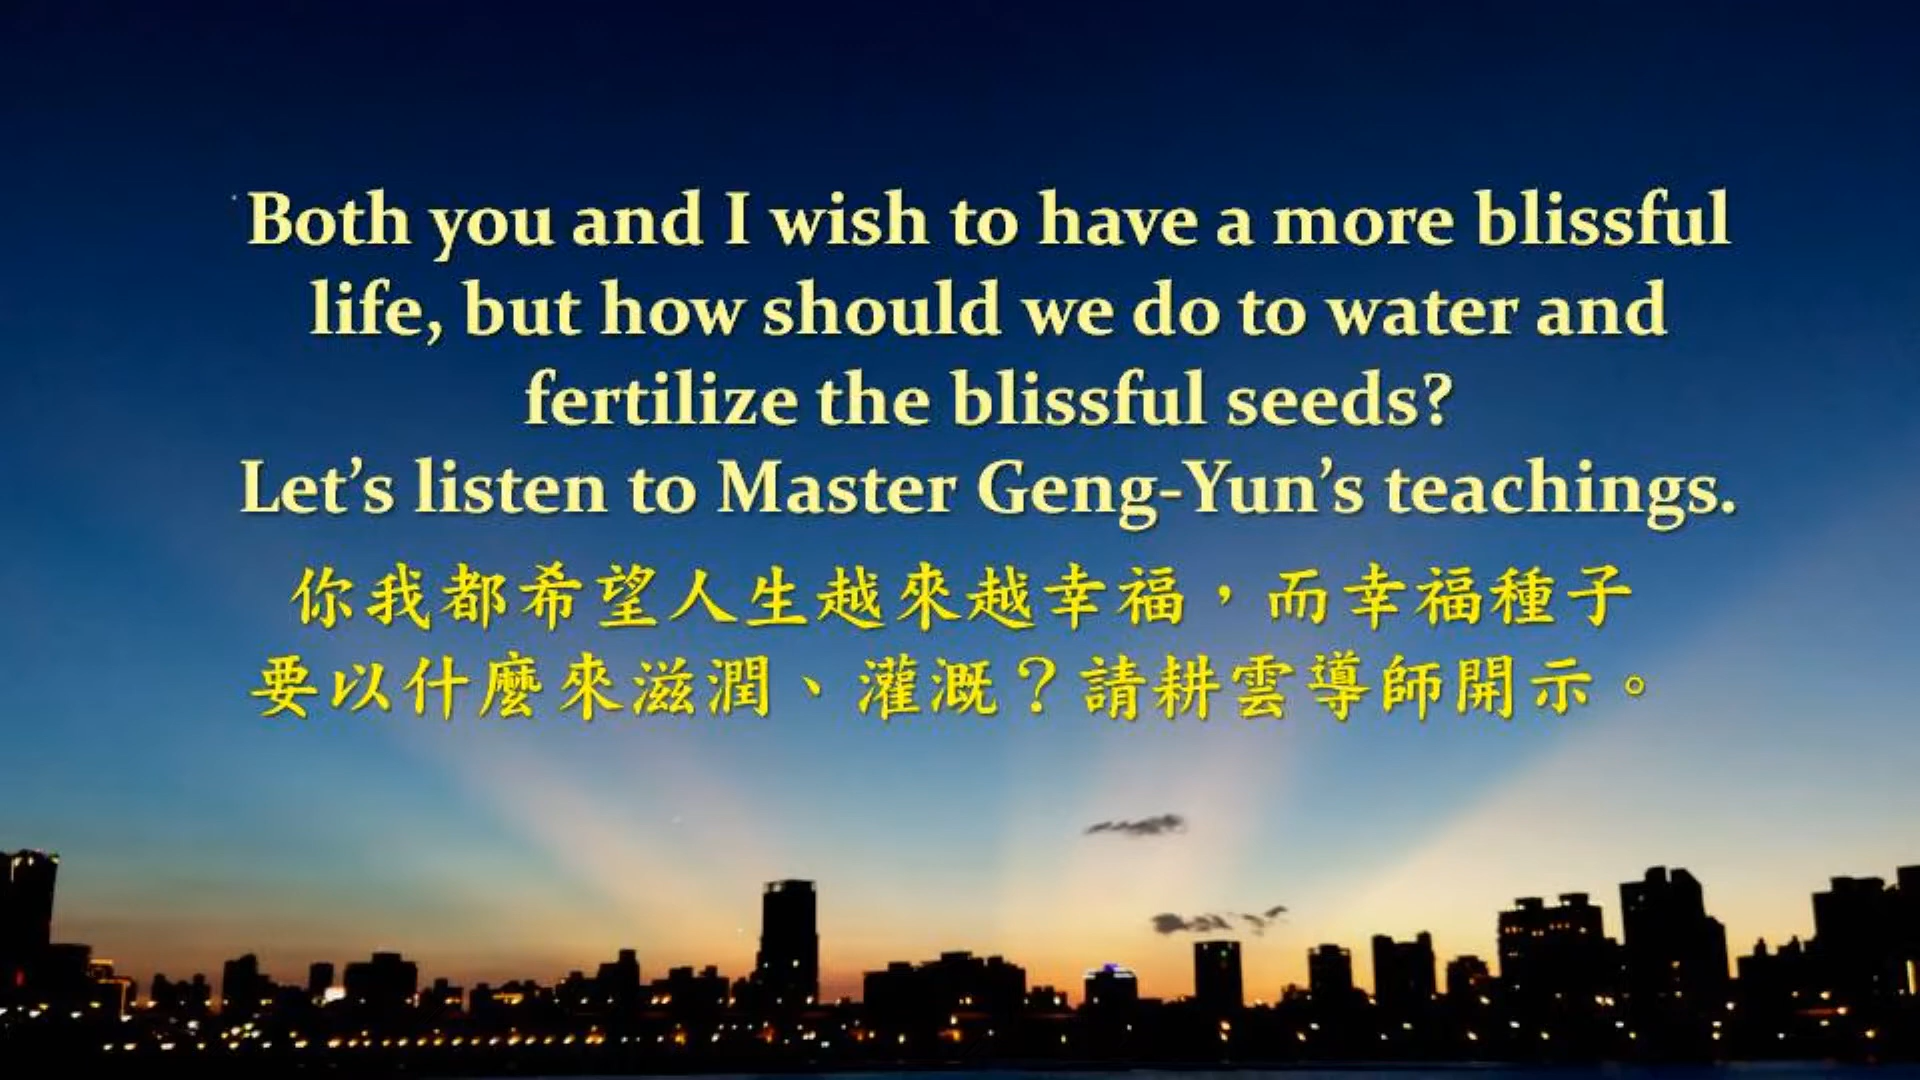 Both you and I wish to have a more blissful
life, but how should we do to water and
fertilize the blissful seeds?
Let's listen to Master Geng-Yun's teachings.
你我都希望人生越來越幸福，而幸福種子
要以什麼來滋潤、灌溉？請耕雲導師開示。